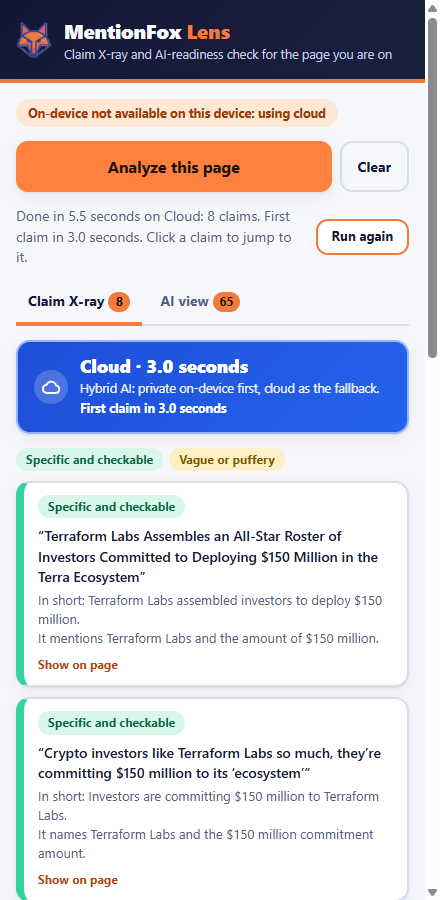 MentionFox Lens
Claim X-ray and AI-readiness check for the page you are on
On-device not available on this device: using cloud
Analyze this page
Clear
Done in 5.5 seconds on Cloud: 8 claims. First
claim in 3.0 seconds. Click a claim to jump to
it.
Run again
Claim X-ray 8
AI view 65
Cloud · 3.0 seconds
Hybrid AI: private on-device first, cloud as the fallback.
First claim in 3.0 seconds
Specific and checkable
Vague or puffery
Specific and checkable
“Terraform Labs Assembles an All-Star Roster of
Investors Committed to Deploying $150 Million in the
Terra Ecosystem”
In short: Terraform Labs assembled investors to deploy $150
million.
It mentions Terraform Labs and the amount of $150 million.
Show on page
Specific and checkable
“Crypto investors like Terraform Labs so much, they’re
committing $150 million to its ‘ecosystem’”
In short: Investors are committing $150 million to Terraform
Labs.
It names Terraform Labs and the $150 million commitment
amount.
Show on page